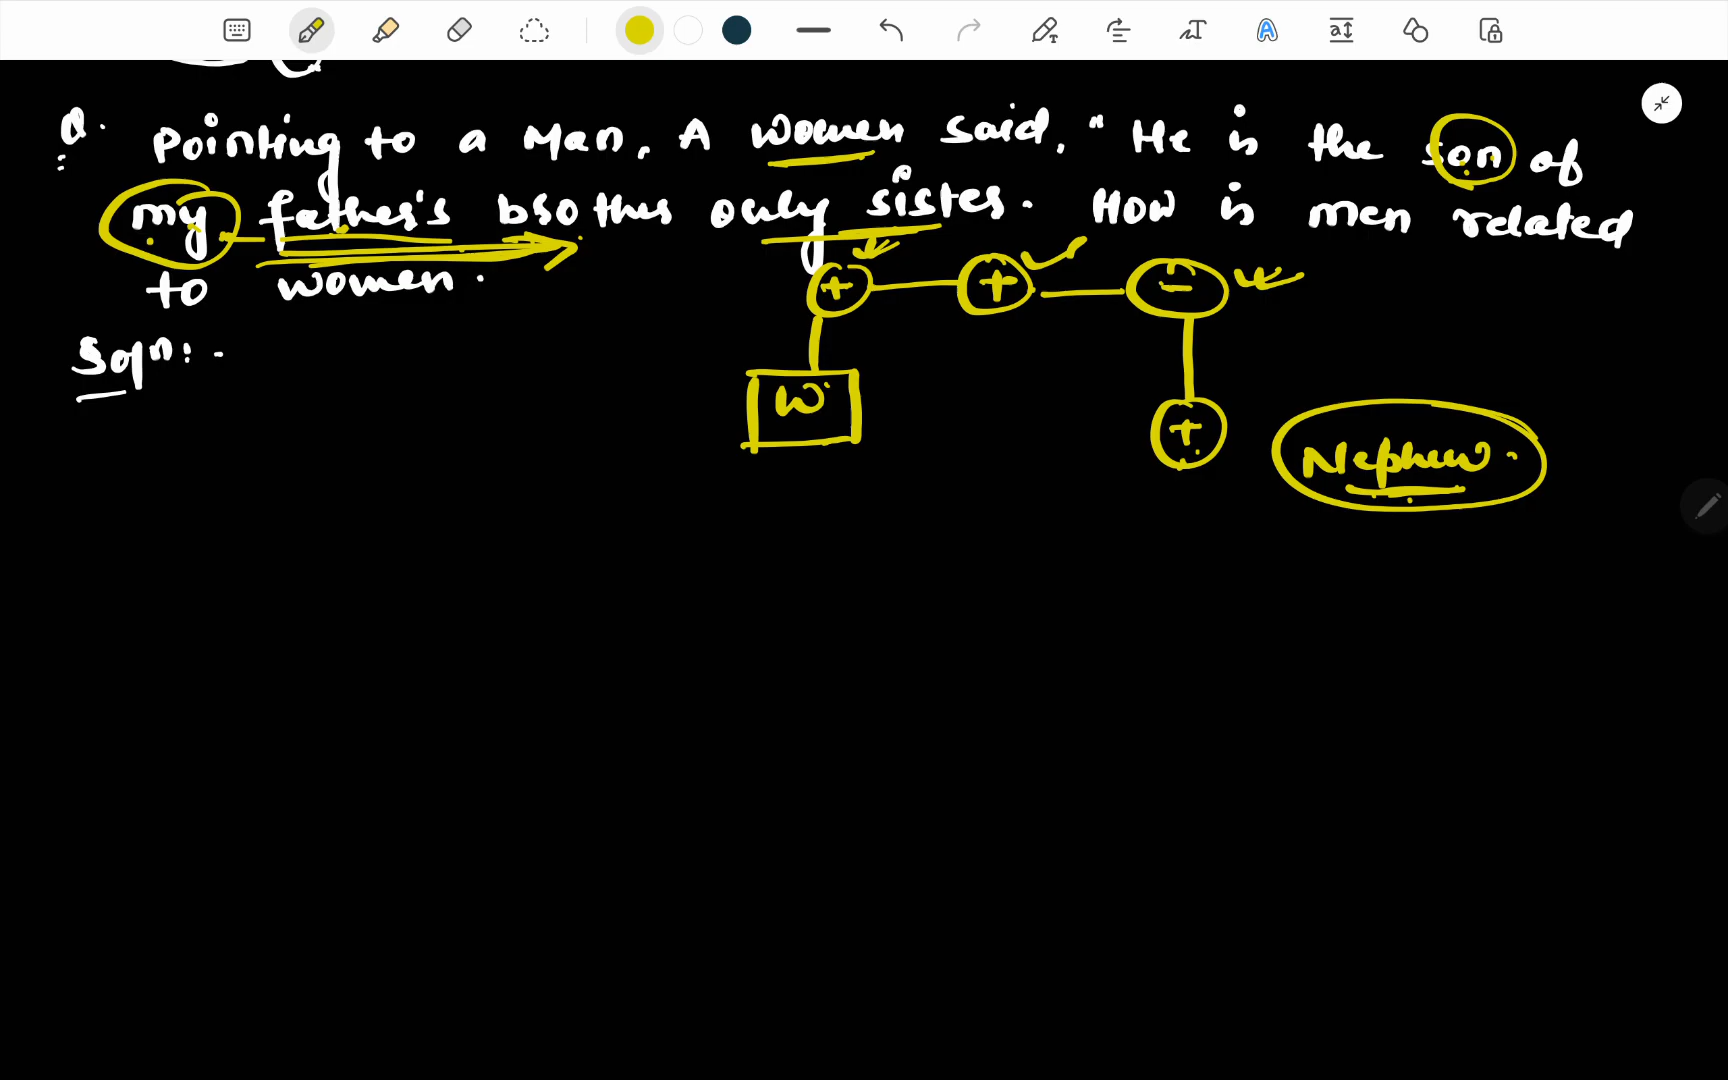 Q. Pointing to a Man, A women said, "He is the son of
my father's brother only sister. How is men related
to women.
+ + -
Soln:-
W
+
Nephew.